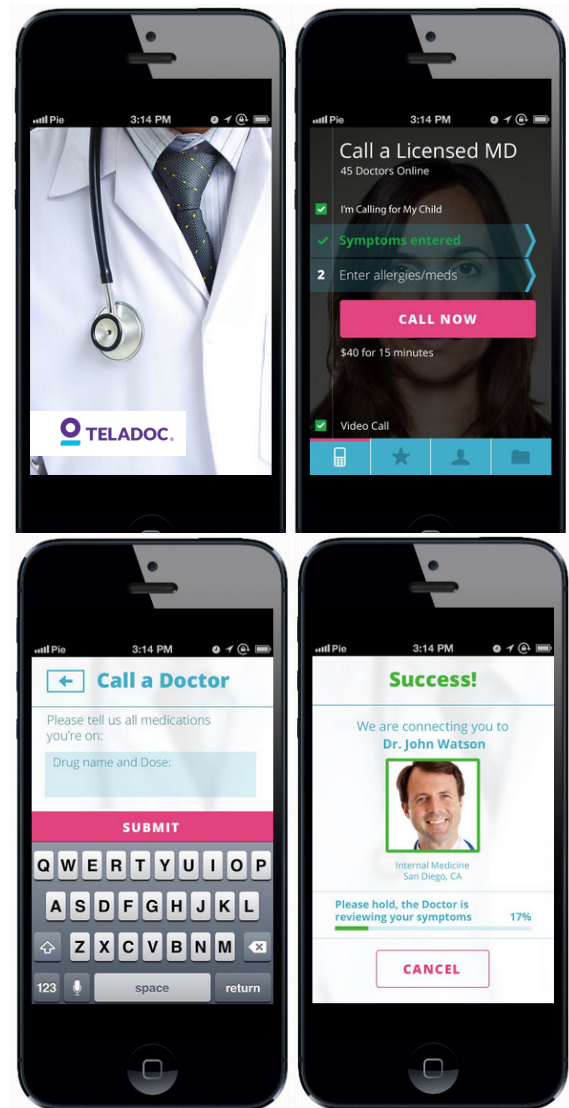 Pie 3:14 PM
TELADOC.
Pie 3:14 PM
Call a Licensed MD
45 Doctors Online
I'm Calling for My Child
Symptoms entered
2 Enter allergies/meds
CALL NOW
$40 for 15 minutes
Video Call
Pie 3:14 PM
Call a Doctor
Please tell us all medications
you're on:
Drug name and Dose:
SUBMIT
Q W E R T Y U I O P
A S D F G H J K L
Z X C V B N M
123 space return
Pie 3:14 PM
Success!
We are connecting you to
Dr. John Watson
Internal Medicine
San Diego, CA
Please hold, the Doctor is
reviewing your symptoms 17%
CANCEL